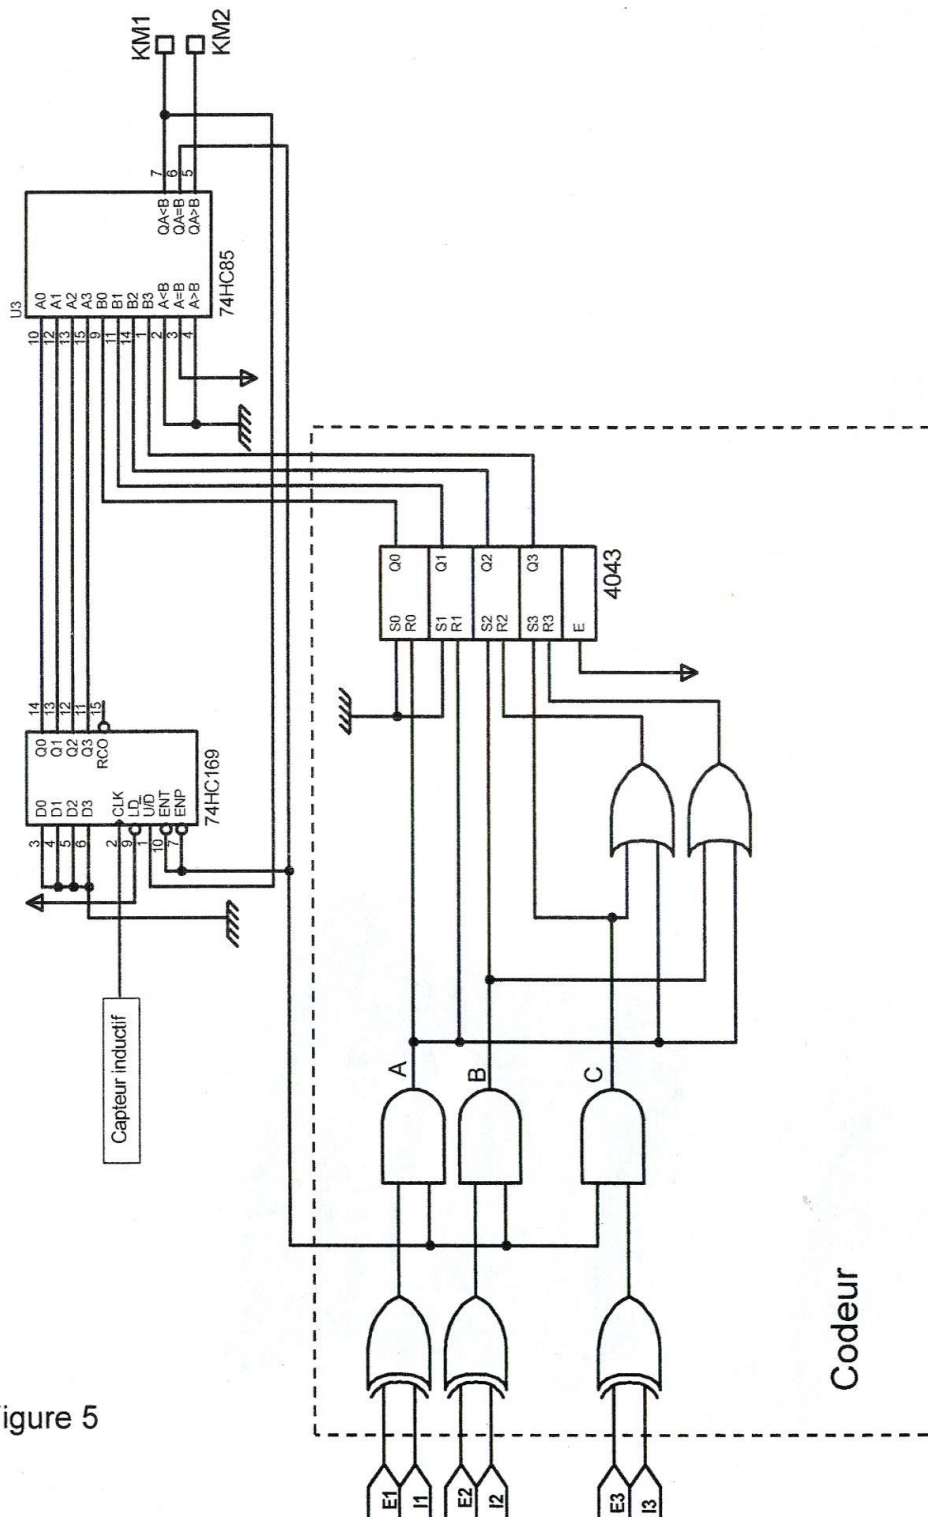 KM1
KM2
U3
10 A0
12 A1
13 A2
15 A3
9 B0
11 B1
14 B2
1 B3
2 A<B
3 A=B
4 A>B
QA<B 7
QA=B 6
QA>B 5
74HC85
3 D0
4 D1
5 D2
6 D3
2 CLK
9 LD
1 U/D
10 ENT
7 ENP
Q0 14
Q1 13
Q2 12
Q3 11
RCO 15
74HC169
Capteur inductif
S0
R0
S1
R1
S2
R2
S3
R3
E
Q0
Q1
Q2
Q3
4043
A
B
C
E1
I1
E2
I2
E3
I3
Codeur
igure 5